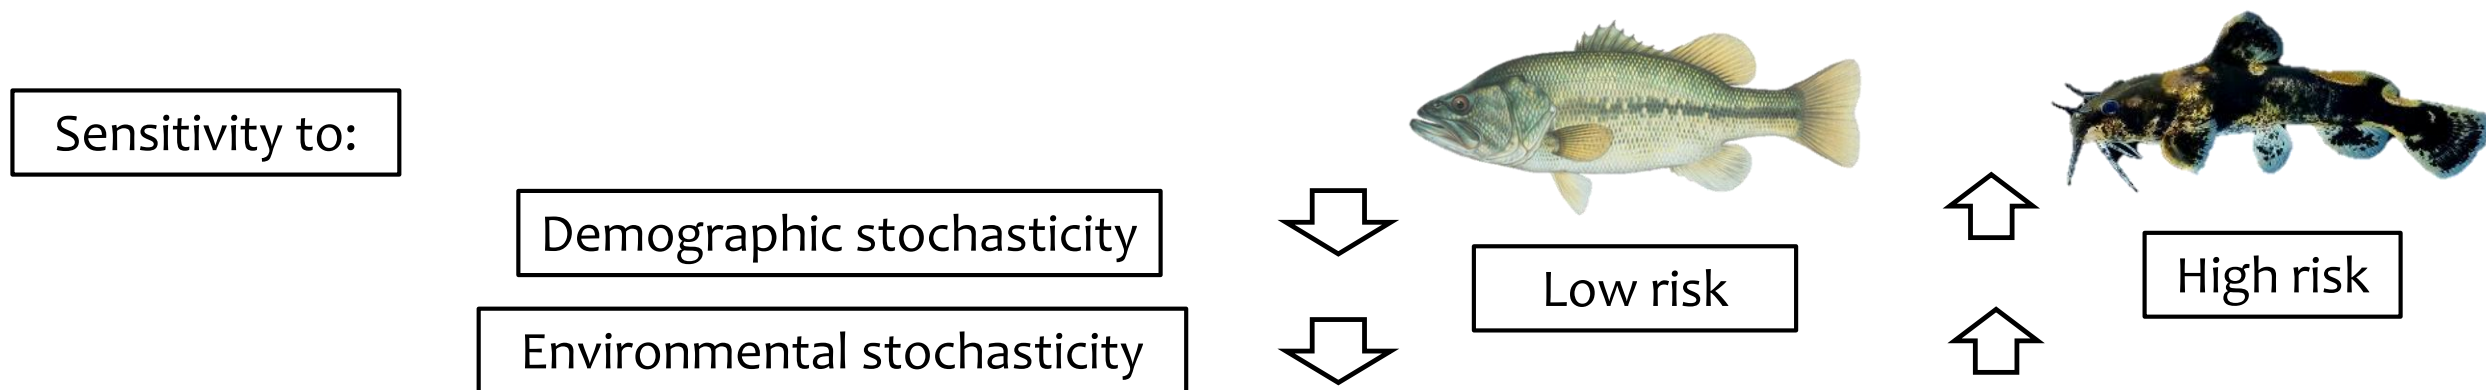 Sensitivity to:
Demographic stochasticity
Low risk
High risk
Environmental stochasticity